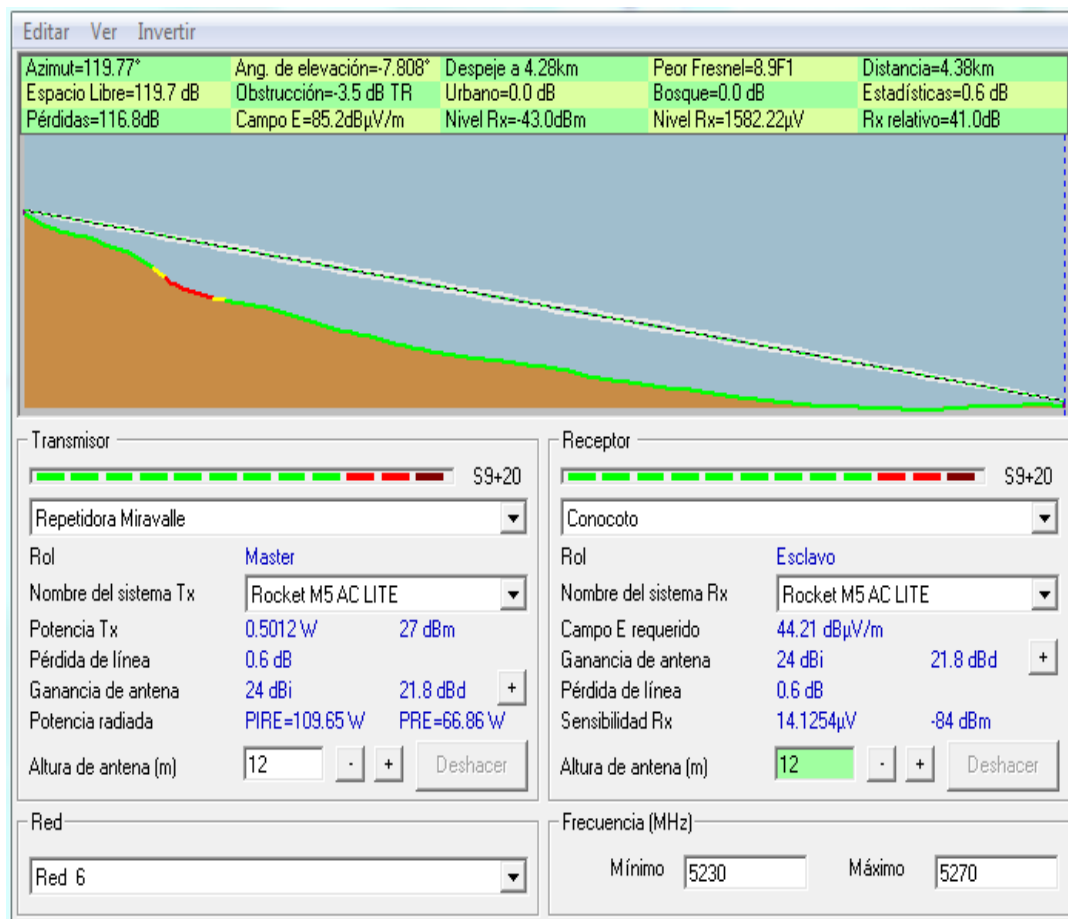 Editar Ver Invertir
Azimut=119.77° Ang. de elevación=-7.808° Despeje a 4.28km Peor Fresnel=8.9F1 Distancia=4.38km
Espacio Libre=119.7 dB Obstrucción=-3.5 dB TR Urbano=0.0 dB Bosque=0.0 dB Estadísticas=0.6 dB
Pérdidas=116.8dB Campo E=85.2dBµV/m Nivel Rx=-43.0dBm Nivel Rx=1582.22µV Rx relativo=41.0dB
Transmisor
S9+20
Repetidora Miravalle
Rol Master
Nombre del sistema Tx Rocket M5 AC LITE
Potencia Tx 0.5012 W 27 dBm
Pérdida de línea 0.6 dB
Ganancia de antena 24 dBi 21.8 dBd +
Potencia radiada PIRE=109.65 W PRE=66.86 W
Altura de antena (m) 12 - + Deshacer
Receptor
S9+20
Conocoto
Rol Esclavo
Nombre del sistema Rx Rocket M5 AC LITE
Campo E requerido 44.21 dBµV/m
Ganancia de antena 24 dBi 21.8 dBd +
Pérdida de línea 0.6 dB
Sensibilidad Rx 14.1254µV -84 dBm
Altura de antena (m) 12 - + Deshacer
Red
Red 6
Frecuencia (MHz)
Mínimo 5230 Máximo 5270